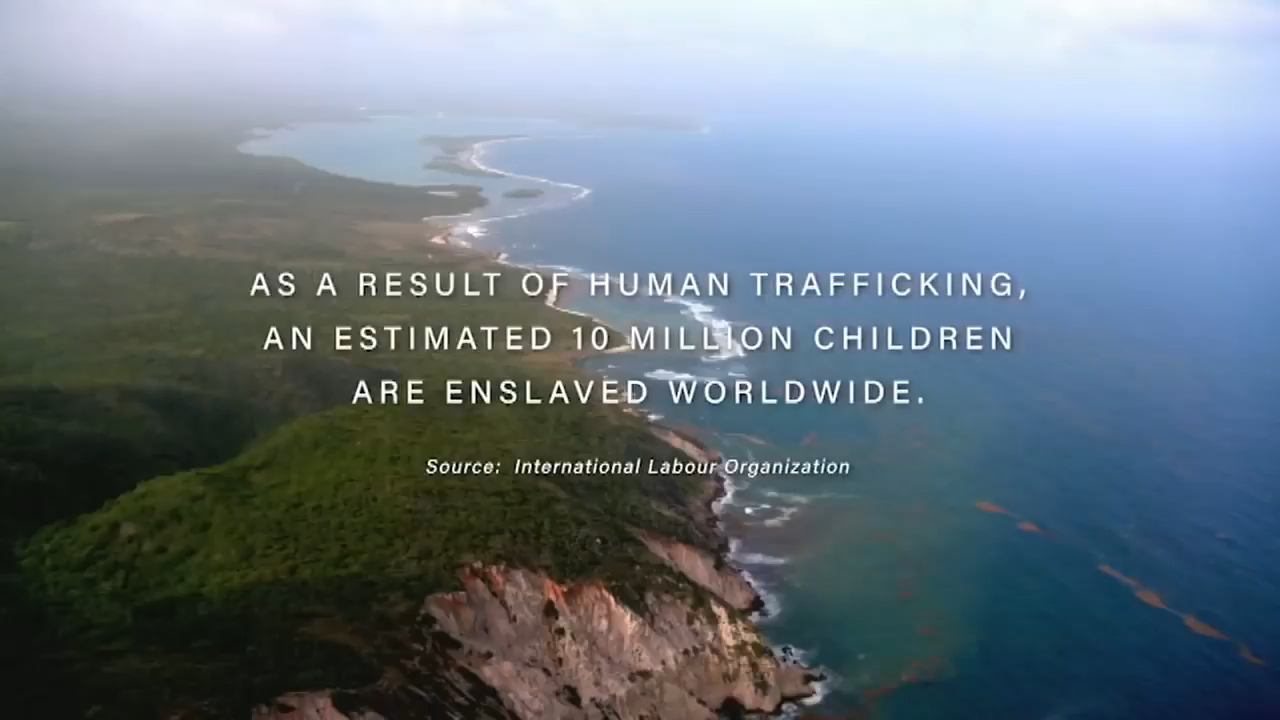 AS A RESULT OF HUMAN TRAFFICKING,
AN ESTIMATED 10 MILLION CHILDREN
ARE ENSLAVED WORLDWIDE.
Source: International Labour Organization